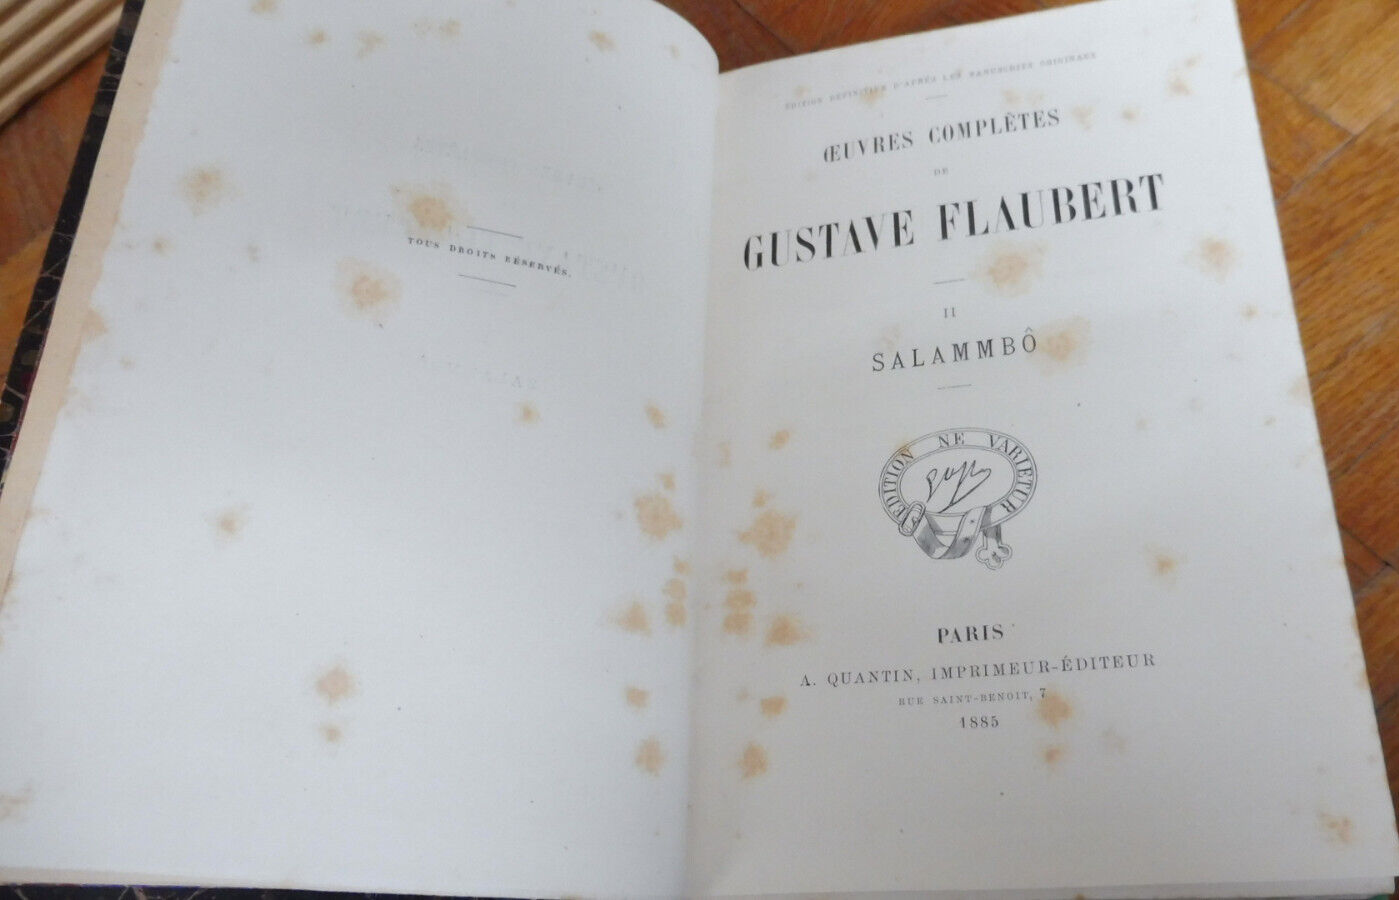 TOUS DROITS RÉSERVÉS.
ÉDITION DÉFINITIVE D'APRÈS LES MANUSCRITS ORIGINAUX
ŒUVRES COMPLÈTES
DE
GUSTAVE FLAUBERT
II
SALAMMBÔ
EDITION NE VARIETUR
PARIS
A. QUANTIN, IMPRIMEUR-ÉDITEUR
RUE SAINT-BENOIT, 7
1885